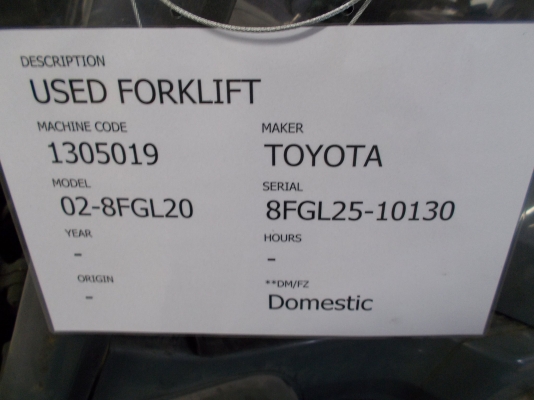 DESCRIPTION
USED FORKLIFT
MACHINE CODE
1305019
MAKER
TOYOTA
MODEL
02-8FGL20
SERIAL
8FGL25-10130
YEAR
-
HOURS
-
ORIGIN
-
**DM/FZ
Domestic